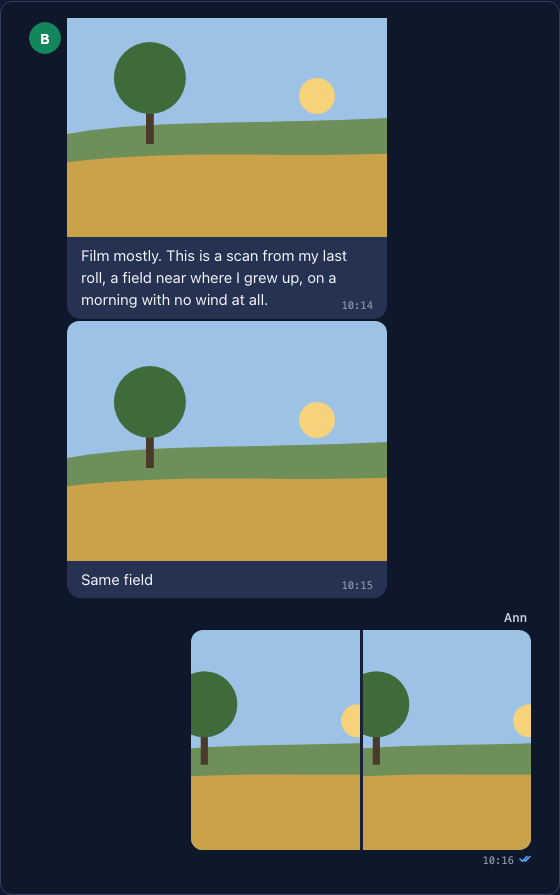 B
Film mostly. This is a scan from my last
roll, a field near where I grew up, on a
morning with no wind at all.
10:14
Same field
10:15
Ann
10:16